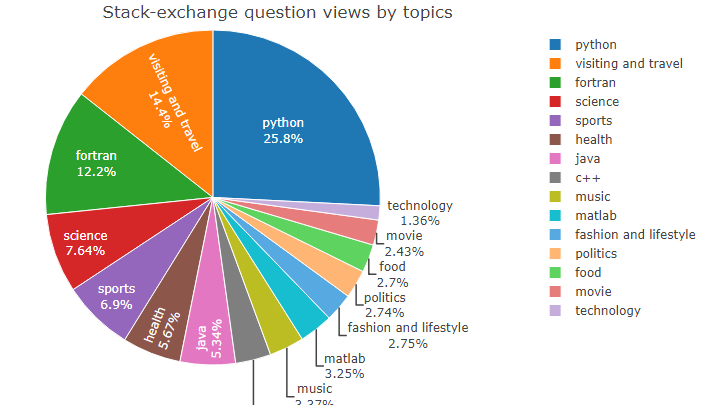 Stack-exchange question views by topics
python
25.8%
visiting and travel
14.4%
fortran
12.2%
science
7.64%
sports
6.9%
health
5.67%
java
5.34%
music
3.37%
matlab
3.25%
fashion and lifestyle
2.75%
politics
2.74%
food
2.7%
movie
2.43%
technology
1.36%
python
visiting and travel
fortran
science
sports
health
java
c++
music
matlab
fashion and lifestyle
politics
food
movie
technology